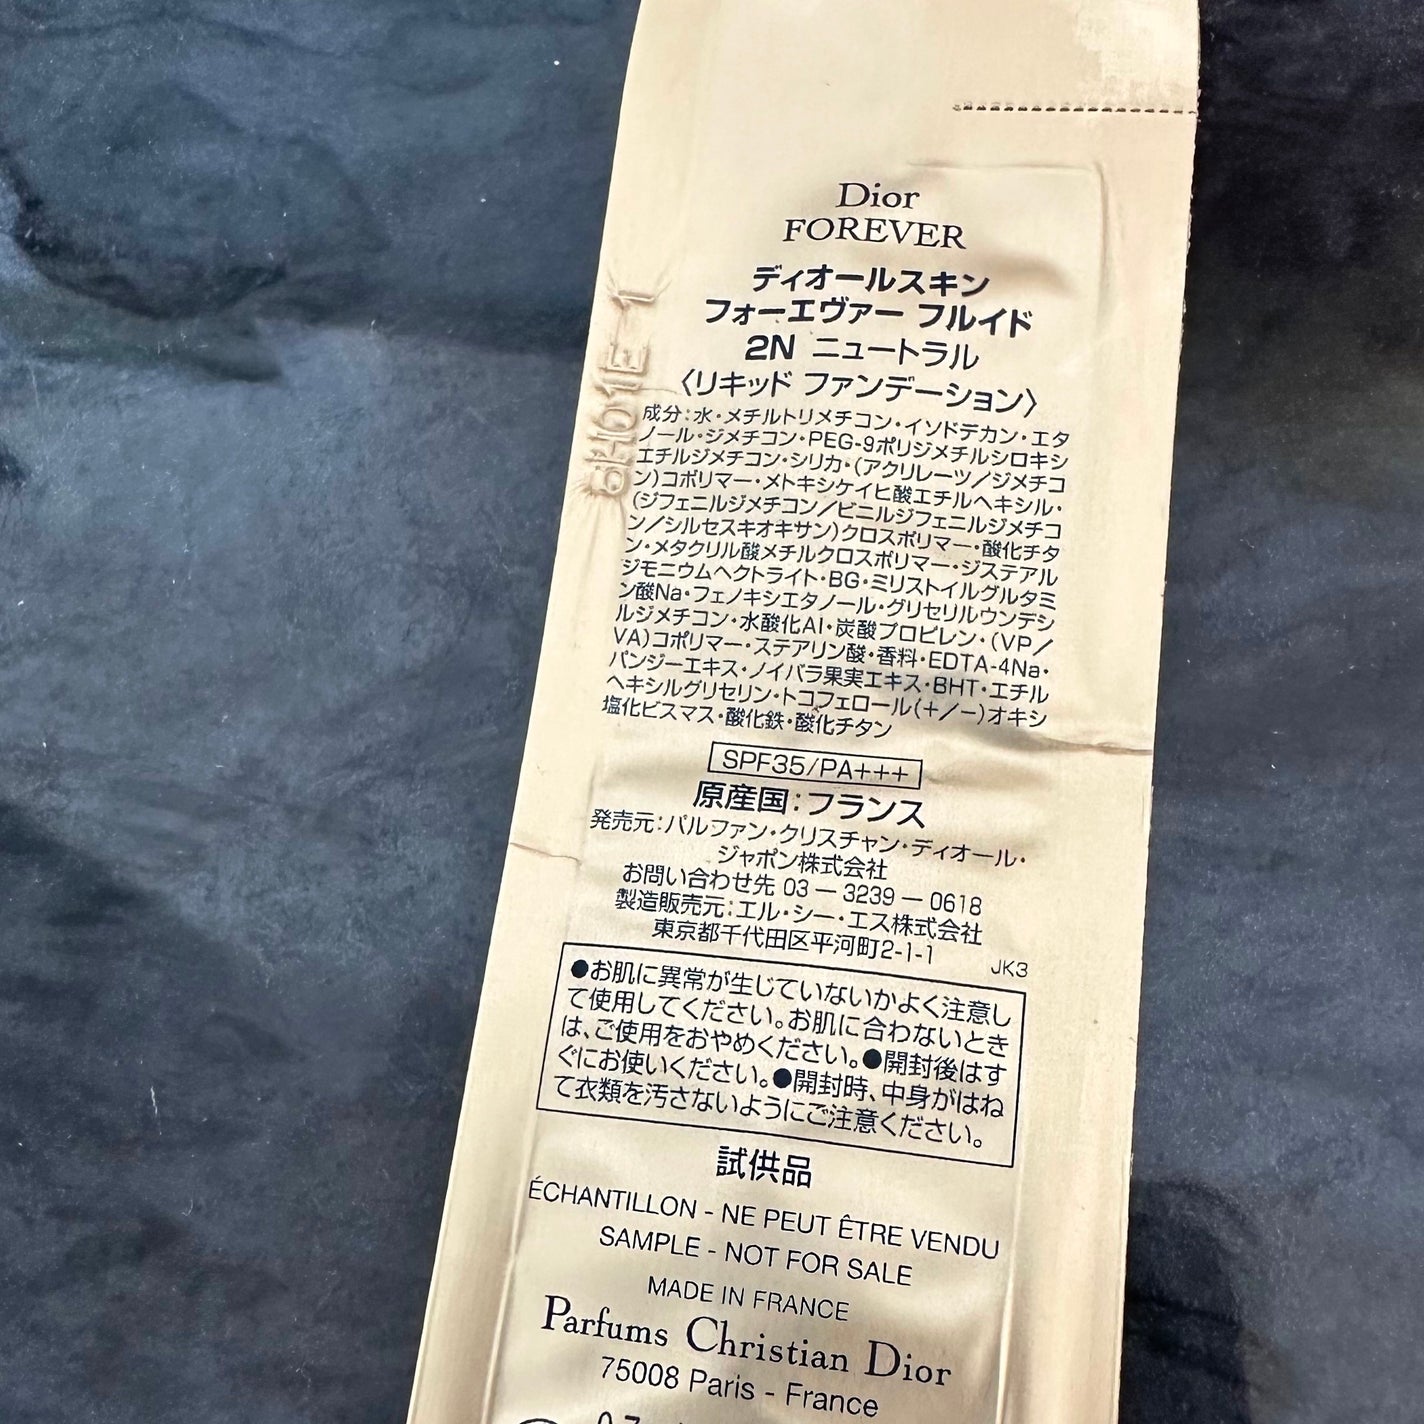 Dior
FOREVER
ディオールスキン
フォーエヴァー フルイド
2N ニュートラル
〈リキッド ファンデーション〉
成分:水・メチルトリメチコン・イソドデカン・エタ
ノール・ジメチコン・PEG-9ポリジメチルシロキシ
エチルジメチコン・シリカ・(アクリレーツ/ジメチコ
ン)コポリマー・メトキシケイヒ酸エチルヘキシル・
(ジフェニルジメチコン/ビニルジフェニルジメチコ
ン/シルセスキオキサン)クロスポリマー・酸化チタ
ン・メタクリル酸メチルクロスポリマー・ジステアル
ジモニウムヘクトライト・BG・ミリストイルグルタミ
ン酸Na・フェノキシエタノール・グリセリルウンデシ
ルジメチコン・水酸化Al・炭酸プロピレン・(VP/
VA)コポリマー・ステアリン酸・香料・EDTA-4Na・
パンジーエキス・ノイバラ果実エキス・BHT・エチル
ヘキシルグリセリン・トコフェロール(+/−)オキシ
塩化ビスマス・酸化鉄・酸化チタン
SPF35/PA+++
原産国:フランス
発売元:パルファン・クリスチャン・ディオール・
ジャポン株式会社
お問い合わせ先 03 — 3239 — 0618
製造販売元:エル・シー・エス株式会社
東京都千代田区平河町2-1-1
JK3
●お肌に異常が生じていないかよく注意し
て使用してください。お肌に合わないとき
は、ご使用をおやめください。●開封後はす
ぐにお使いください。●開封時、中身がはね
て衣類を汚さないようにご注意ください。
試供品
ÉCHANTILLON - NE PEUT ÊTRE VENDU
SAMPLE - NOT FOR SALE
MADE IN FRANCE
Parfums Christian Dior
75008 Paris - France